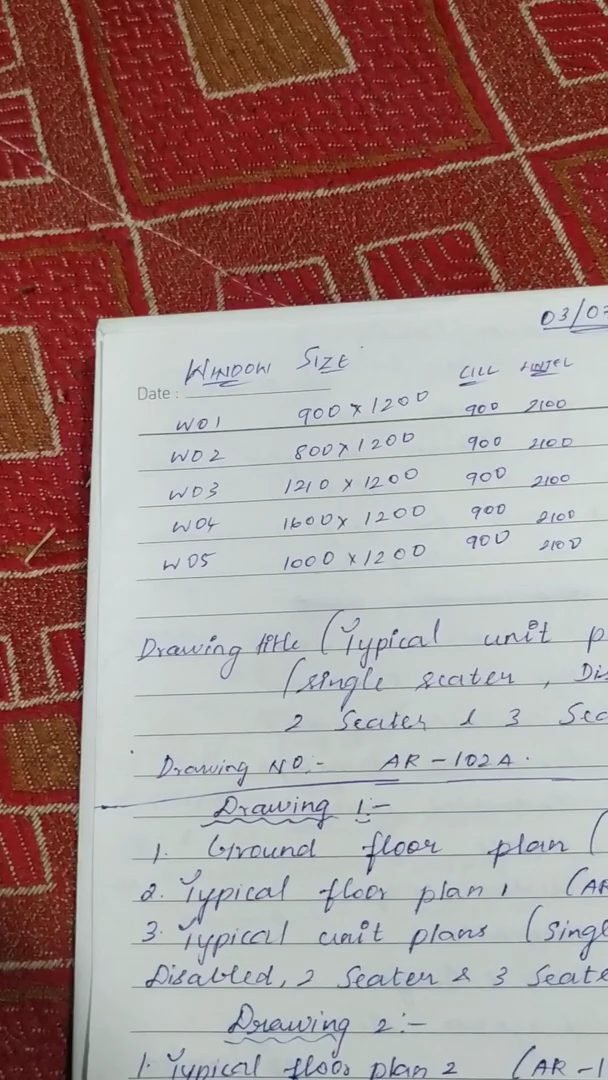 03/07
WINDOW SIZE CILL LINTEL
Date :
W01 900 x 1200 900 2100
W02 800 x 1200 900 2100
W03 1210 x 1200 900 2100
W04 1600 x 1200 900 2100
W05 1000 x 1200 900 2100
Drawing title (Typical unit p
(single seater, Dis
2 Seater & 3 Sea
Drawing NO:- AR-102A.
Drawing 1:-
1. Ground floor plan (
2. Typical floor plan 1 (AR
3. Typical unit plans (Singl
Disabled, 2 Seater & 3 Seate
Drawing 2:-
1. Typical floor plan 2 (AR-1